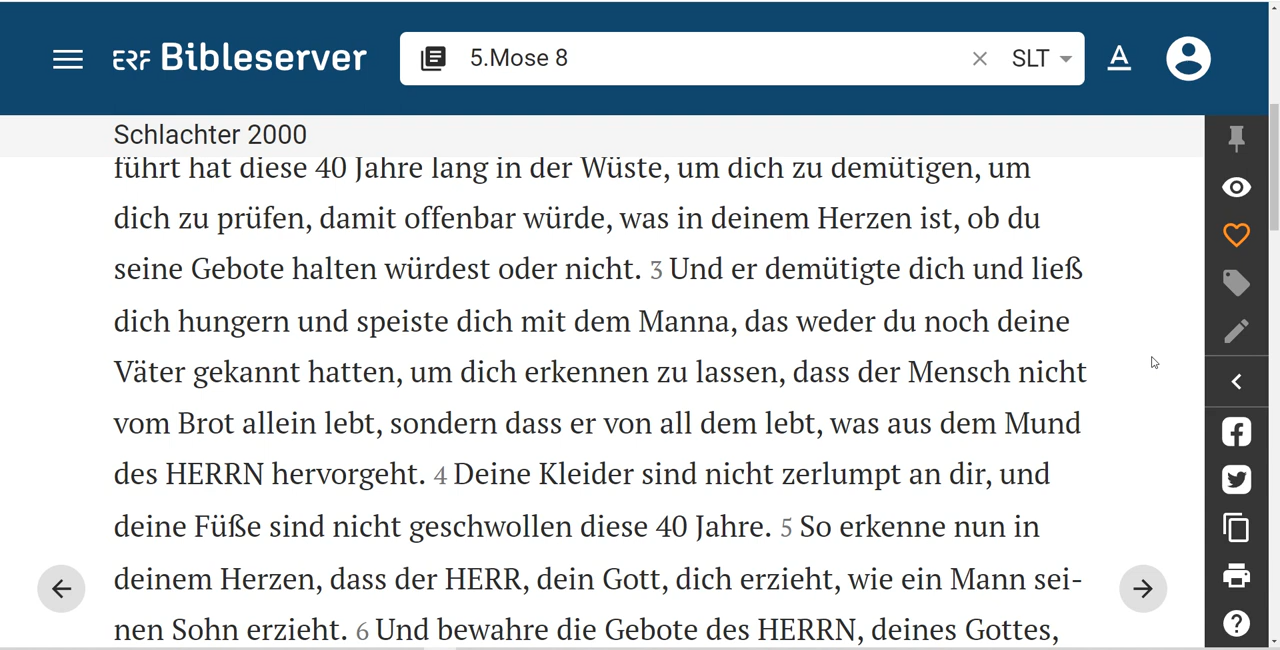 ERF Bibleserver
5.Mose 8
SLT
A
Schlachter 2000
führt hat diese 40 Jahre lang in der Wüste, um dich zu demütigen, um
dich zu prüfen, damit offenbar würde, was in deinem Herzen ist, ob du
seine Gebote halten würdest oder nicht. 3 Und er demütigte dich und ließ
dich hungern und speiste dich mit dem Manna, das weder du noch deine
Väter gekannt hatten, um dich erkennen zu lassen, dass der Mensch nicht
vom Brot allein lebt, sondern dass er von all dem lebt, was aus dem Mund
des HERRN hervorgeht. 4 Deine Kleider sind nicht zerlumpt an dir, und
deine Füße sind nicht geschwollen diese 40 Jahre. 5 So erkenne nun in
deinem Herzen, dass der HERR, dein Gott, dich erzieht, wie ein Mann sei-
nen Sohn erzieht. 6 Und bewahre die Gebote des HERRN, deines Gottes,